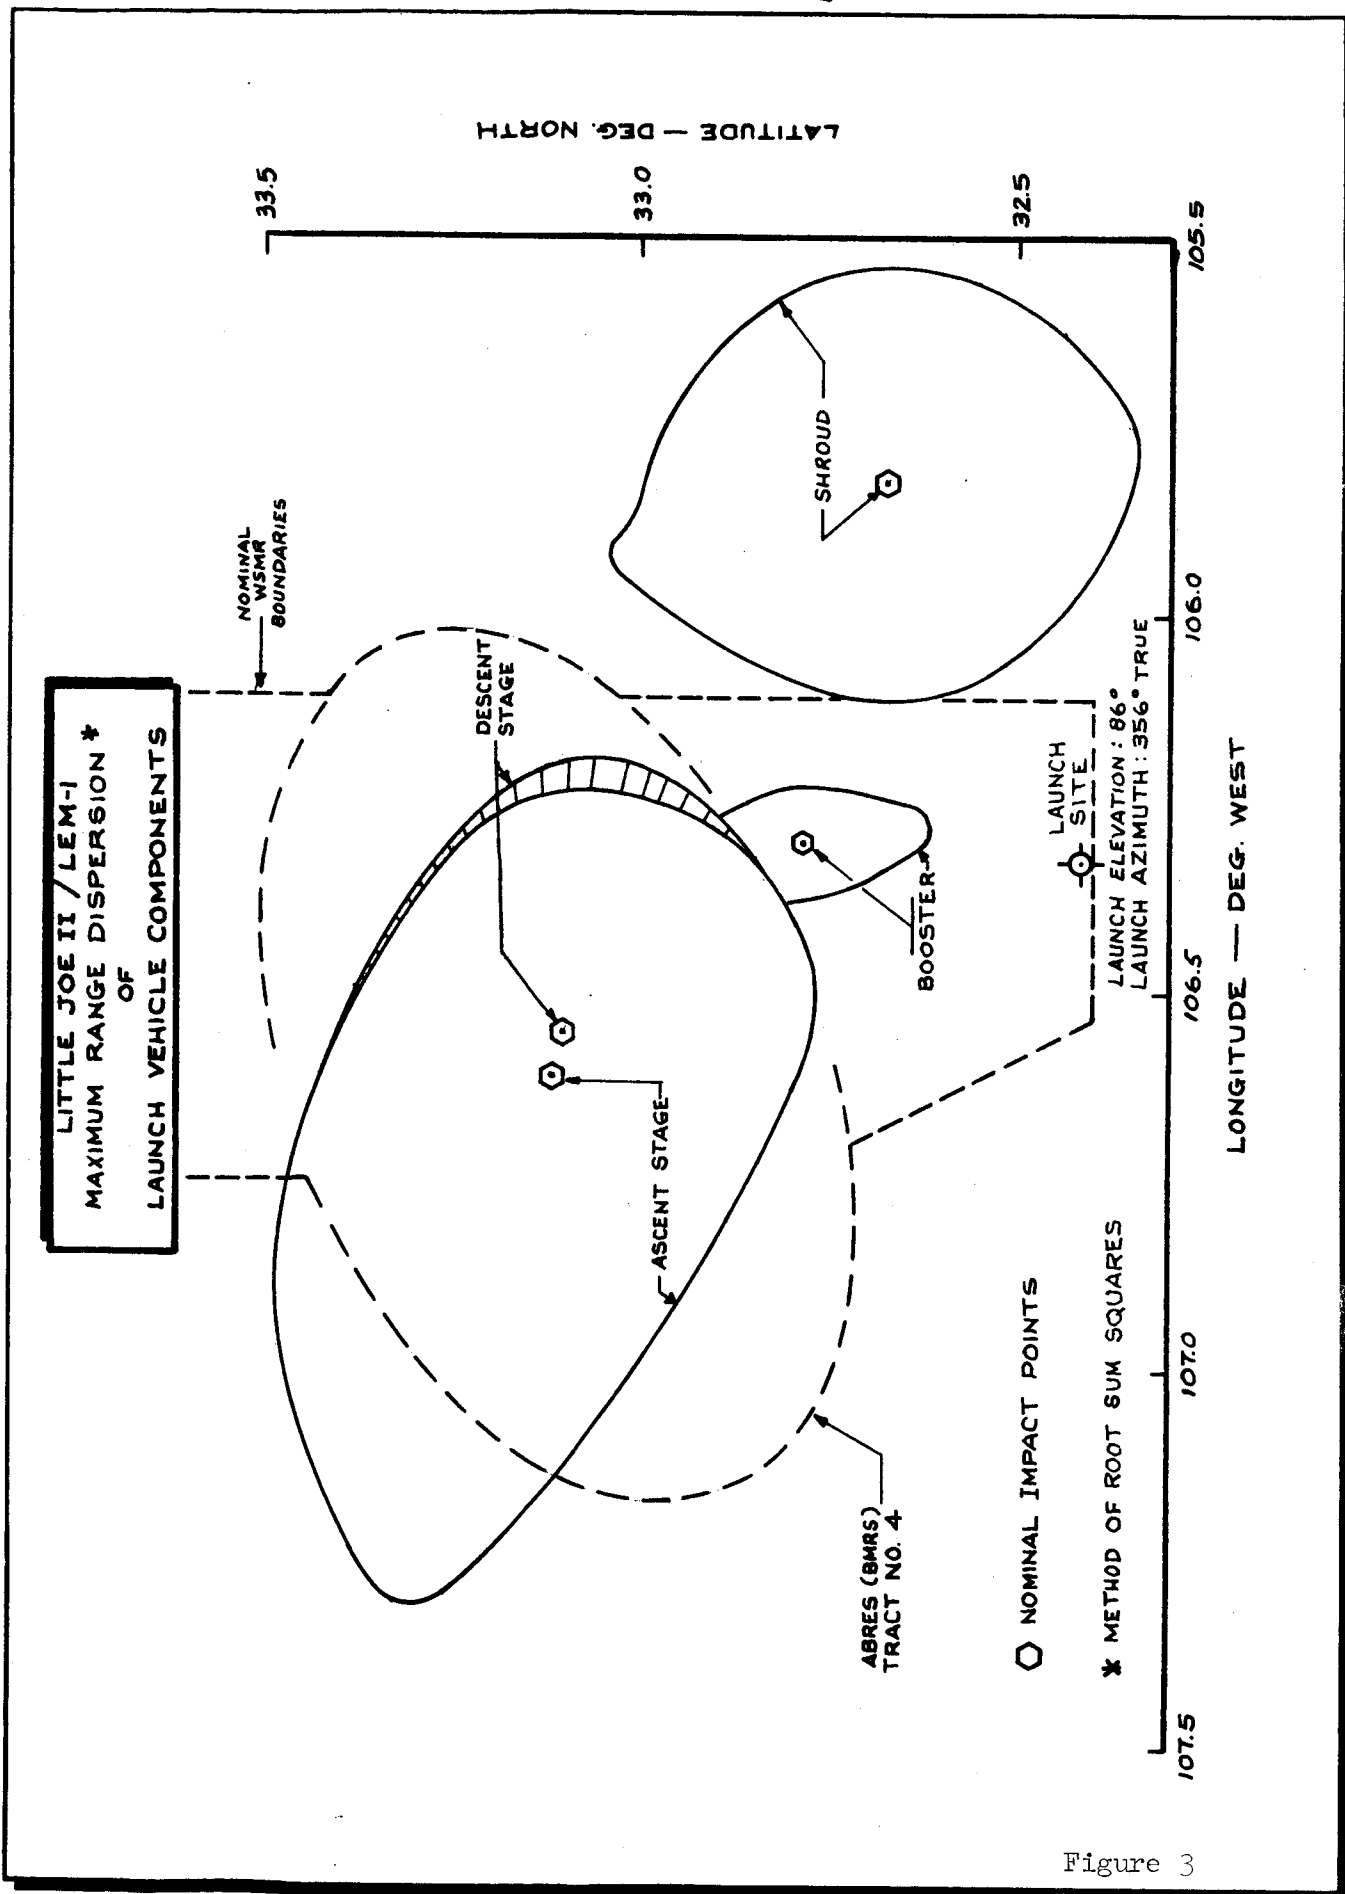 LITTLE JOE II / LEM-1
MAXIMUM RANGE DISPERSION *
OF
LAUNCH VEHICLE COMPONENTS
NOMINAL
WSMR
BOUNDARIES
DESCENT
STAGE
ASCENT STAGE
SHROUD
BOOSTER
LAUNCH
SITE
LAUNCH ELEVATION: 86°
LAUNCH AZIMUTH: 356° TRUE
ABRES (BMRS)
TRACT NO. 4
NOMINAL IMPACT POINTS
* METHOD OF ROOT SUM SQUARES
33.5
33.0
32.5
LATITUDE — DEG. NORTH
107.5
107.0
106.5
106.0
105.5
LONGITUDE — DEG. WEST
Figure 3